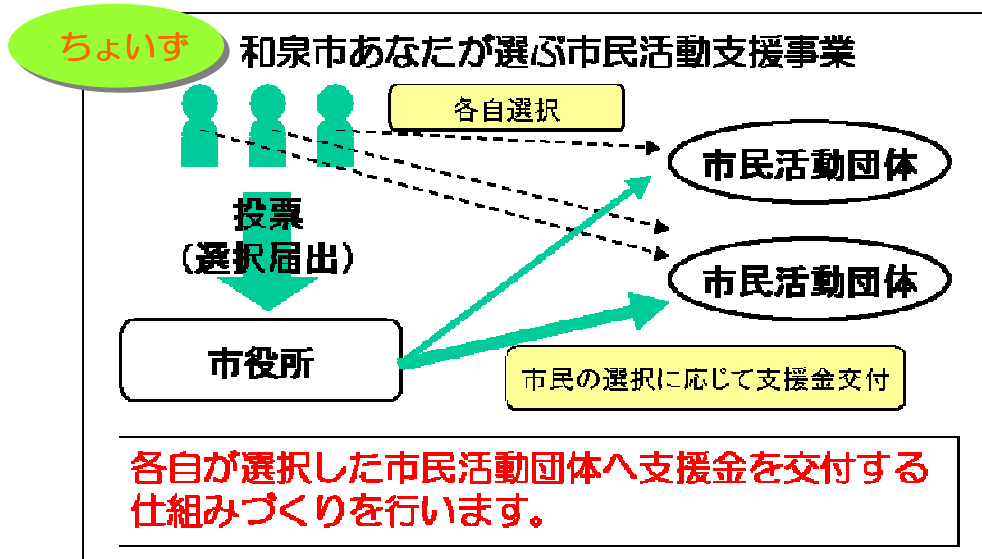 ちょいず
和泉市あなたが選ぶ市民活動支援事業
各自選択
市民活動団体
投票
（選択届出）
市民活動団体
市役所
市民の選択に応じて支援金交付
各自が選択した市民活動団体へ支援金を交付する
仕組みづくりを行います。